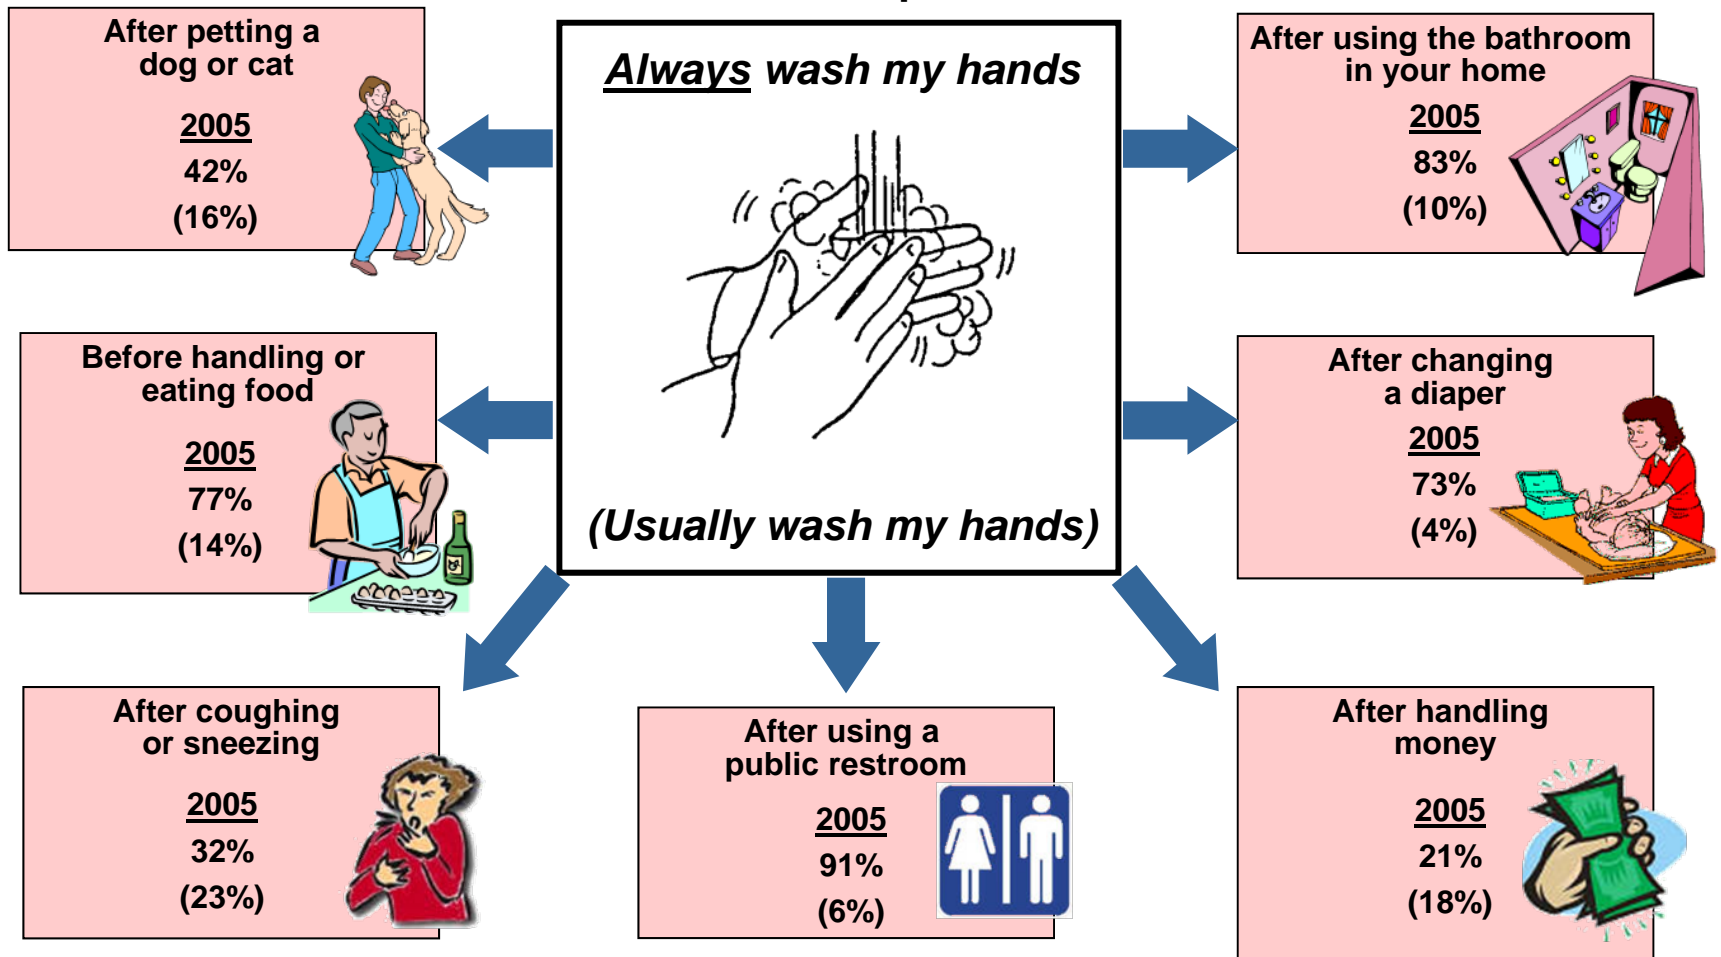 After petting a
dog or cat
2005
42%
(16%)
Always wash my hands
(Usually wash my hands)
After using the bathroom
in your home
2005
83%
(10%)
Before handling or
eating food
2005
77%
(14%)
After changing
a diaper
2005
73%
(4%)
After coughing
or sneezing
2005
32%
(23%)
After using a
public restroom
2005
91%
(6%)
After handling
money
2005
21%
(18%)